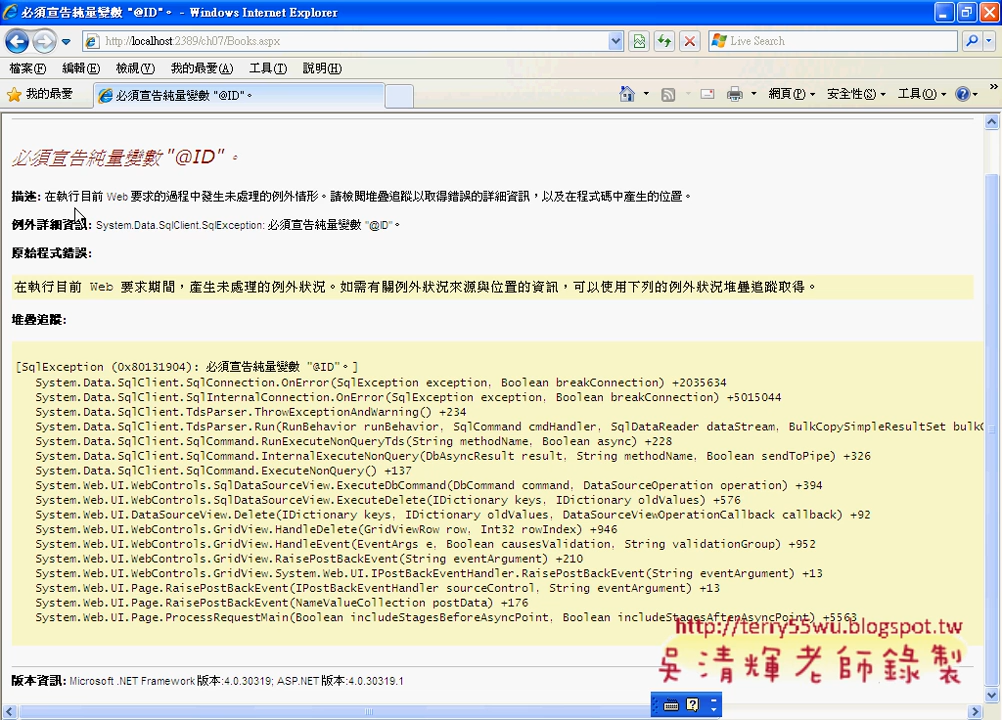 必須宣告純量變數 "@ID"。 - Windows Internet Explorer
http://localhost:2389/ch07/Books.aspx
Live Search
檔案(F) 編輯(E) 檢視(V) 我的最愛(A) 工具(T) 說明(H)
我的最愛
必須宣告純量變數 "@ID"。
網頁(P) 安全性(S) 工具(O)
必須宣告純量變數 "@ID"。
描述: 在執行目前 Web 要求的過程中發生未處理的例外情形。請檢閱堆疊追蹤以取得錯誤的詳細資訊，以及在程式碼中產生的位置。
例外詳細資訊: System.Data.SqlClient.SqlException: 必須宣告純量變數 "@ID"。
原始程式錯誤:
在執行目前 Web 要求期間，產生未處理的例外狀況。如需有關例外狀況來源與位置的資訊，可以使用下列的例外狀況堆疊追蹤取得。
堆疊追蹤:
[SqlException (0x80131904): 必須宣告純量變數 "@ID"。]
System.Data.SqlClient.SqlConnection.OnError(SqlException exception, Boolean breakConnection) +2035634
System.Data.SqlClient.SqlInternalConnection.OnError(SqlException exception, Boolean breakConnection) +5015044
System.Data.SqlClient.TdsParser.ThrowExceptionAndWarning() +234
System.Data.SqlClient.TdsParser.Run(RunBehavior runBehavior, SqlCommand cmdHandler, SqlDataReader dataStream, BulkCopySimpleResultSet bulkC
System.Data.SqlClient.SqlCommand.RunExecuteNonQueryTds(String methodName, Boolean async) +228
System.Data.SqlClient.SqlCommand.InternalExecuteNonQuery(DbAsyncResult result, String methodName, Boolean sendToPipe) +326
System.Data.SqlClient.SqlCommand.ExecuteNonQuery() +137
System.Web.UI.WebControls.SqlDataSourceView.ExecuteDbCommand(DbCommand command, DataSourceOperation operation) +394
System.Web.UI.WebControls.SqlDataSourceView.ExecuteDelete(IDictionary keys, IDictionary oldValues) +576
System.Web.UI.DataSourceView.Delete(IDictionary keys, IDictionary oldValues, DataSourceViewOperationCallback callback) +92
System.Web.UI.WebControls.GridView.HandleDelete(GridViewRow row, Int32 rowIndex) +946
System.Web.UI.WebControls.GridView.HandleEvent(EventArgs e, Boolean causesValidation, String validationGroup) +952
System.Web.UI.WebControls.GridView.RaisePostBackEvent(String eventArgument) +210
System.Web.UI.WebControls.GridView.System.Web.UI.IPostBackEventHandler.RaisePostBackEvent(String eventArgument) +13
System.Web.UI.Page.RaisePostBackEvent(IPostBackEventHandler sourceControl, String eventArgument) +13
System.Web.UI.Page.RaisePostBackEvent(NameValueCollection postData) +176
System.Web.UI.Page.ProcessRequestMain(Boolean includeStagesBeforeAsyncPoint, Boolean includeStagesAfterAsyncPoint) +5563
http://terry55wu.blogspot.tw
吳清輝老師錄製
版本資訊: Microsoft .NET Framework 版本:4.0.30319; ASP.NET 版本:4.0.30319.1